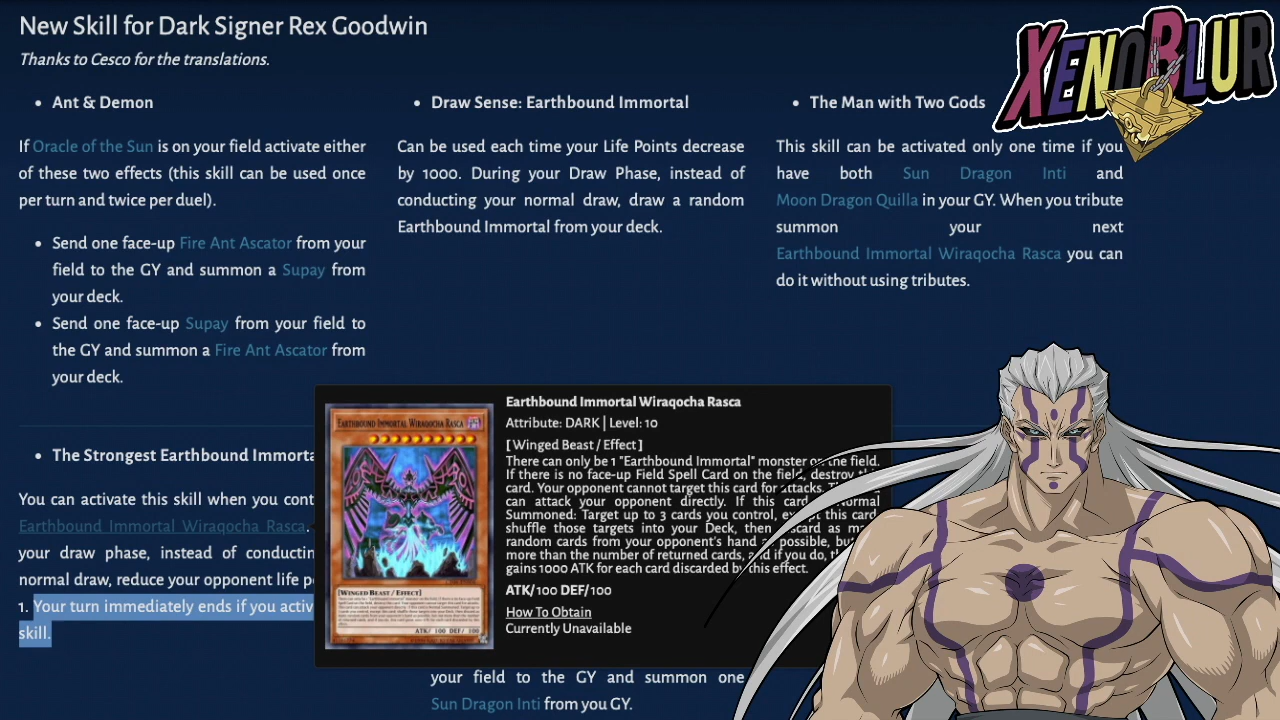 New Skill for Dark Signer Rex Goodwin
Thanks to Cesco for the translations.
XENOBLUR
• Ant & Demon
If Oracle of the Sun is on your field activate either
of these two effects (this skill can be used once
per turn and twice per duel).
• Send one face-up Fire Ant Ascator from your
field to the GY and summon a Supay from
your deck.
• Send one face-up Supay from your field to
the GY and summon a Fire Ant Ascator from
your deck.
• Draw Sense: Earthbound Immortal
Can be used each time your Life Points decrease
by 1000. During your Draw Phase, instead of
conducting your normal draw, draw a random
Earthbound Immortal from your deck.
• The Man with Two Gods
This skill can be activated only one time if you
have both Sun Dragon Inti and
Moon Dragon Quilla in your GY. When you tribute
summon your next
Earthbound Immortal Wiraqocha Rasca you can
do it without using tributes.
• The Strongest Earthbound Immorta
You can activate this skill when you cont
Earthbound Immortal Wiraqocha Rasca.
your draw phase, instead of conductin
normal draw, reduce your opponent life p
1. Your turn immediately ends if you activ
skill.
EARTHBOUND IMMORTAL WIRAQOCHA RASCA
[WINGED BEAST / EFFECT]
ATK/ 100 DEF/ 100
Earthbound Immortal Wiraqocha Rasca
Attribute: DARK | Level: 10
[ Winged Beast / Effect ]
There can only be 1 "Earthbound Immortal" monster on the field.
If there is no face-up Field Spell Card on the field, destroy this
card. Your opponent cannot target this card for attacks. 
can attack your opponent directly. If this card Normal
Summoned: Target up to 3 cards you control, except this card
shuffle those targets into your Deck, then discard as many
random cards from your opponent's hand as possible, but
more than the number of returned cards, and if you do, th
gains 1000 ATK for each card discarded by this effect.
ATK/100 DEF/100
How To Obtain
Currently Unavailable
your field to the GY and summon one
Sun Dragon Inti from you GY.